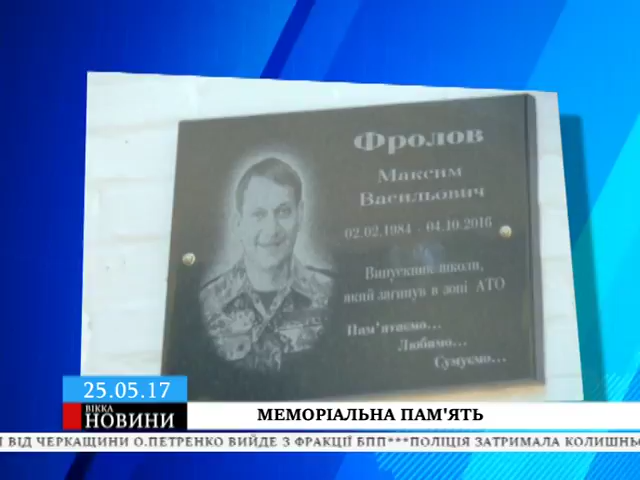 Фролов
Максим
Васильович
02.02.1984 - 04.10.2016
Випускник школи,
який загинув в зоні АТО
Пам'ятаємо...
Любимо...
Сумуємо...
25.05.17
ВІККА
НОВИНИ
МЕМОРІАЛЬНА ПАМ'ЯТЬ
ВІД ЧЕРКАЩИНИ О.ПЕТРЕНКО ВИЙДЕ З ФРАКЦІЇ БПП***ПОЛІЦІЯ ЗАТРИМАЛА КОЛИШНЬ